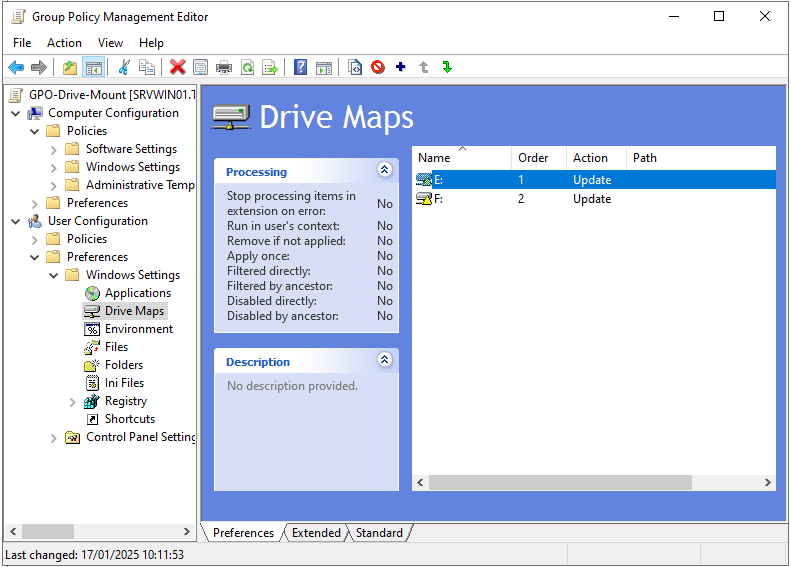 Group Policy Management Editor
File Action View Help
GPO-Drive-Mount [SRVWIN01.T
Computer Configuration
Policies
Software Settings
Windows Settings
Administrative Temp
Preferences
User Configuration
Policies
Preferences
Windows Settings
Applications
Drive Maps
Environment
Files
Folders
Ini Files
Registry
Shortcuts
Control Panel Setting
Drive Maps
Processing
Stop processing items in
extension on error: No
Run in user's context: No
Remove if not applied: No
Apply once: No
Filtered directly: No
Filtered by ancestor: No
Disabled directly: No
Disabled by ancestor: No
Description
No description provided.
Name Order Action Path
E: 1 Update
F: 2 Update
Preferences Extended Standard
Last changed: 17/01/2025 10:11:53